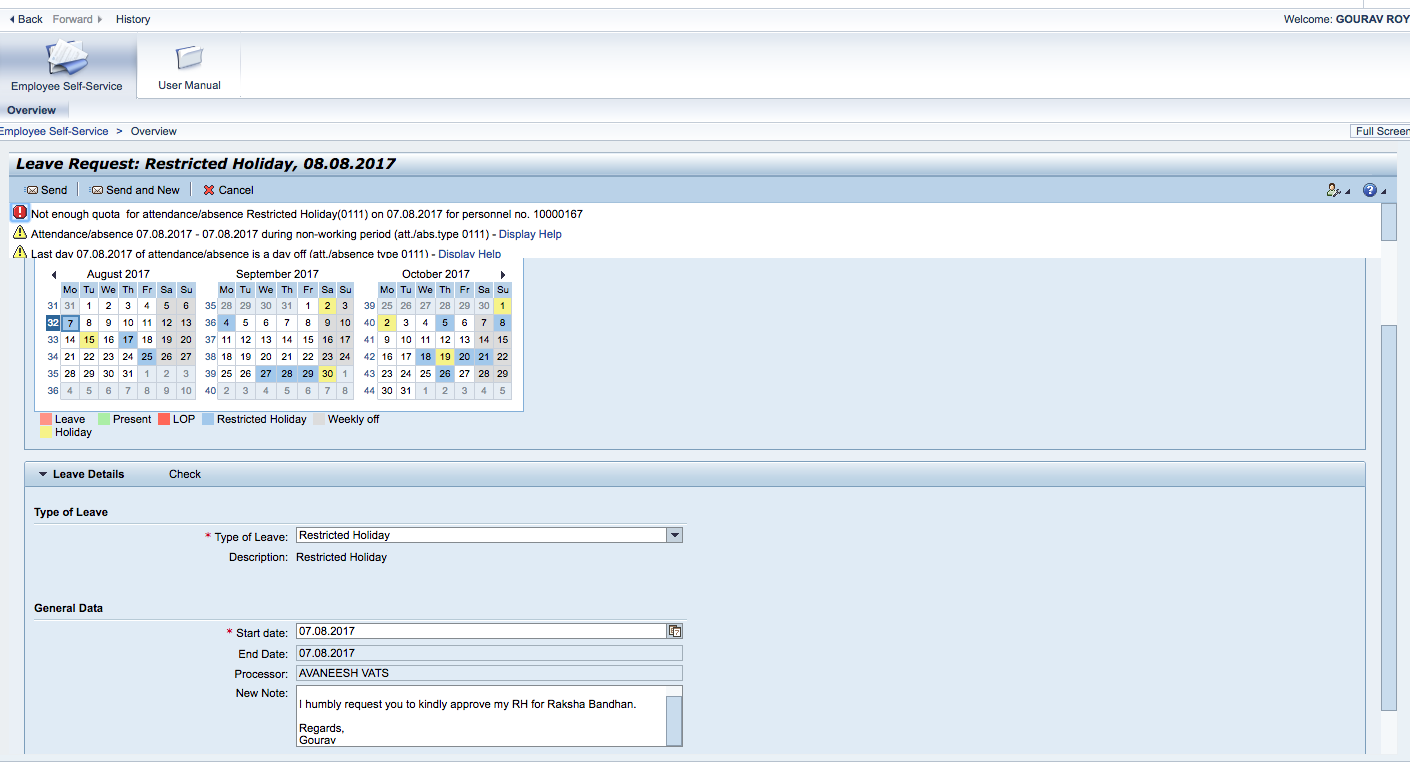 Back Forward History Welcome: GOURAV ROY
Employee Self-Service User Manual
Overview
Employee Self-Service > Overview Full Screen
Leave Request: Restricted Holiday, 08.08.2017
Send Send and New Cancel
Not enough quota for attendance/absence Restricted Holiday(0111) on 07.08.2017 for personnel no. 10000167
Attendance/absence 07.08.2017 - 07.08.2017 during non-working period (att./abs.type 0111) - Display Help
Last day 07.08.2017 of attendance/absence is a day off (att./absence type 0111) - Display Help
August 2017 September 2017 October 2017
Mo Tu We Th Fr Sa Su Mo Tu We Th Fr Sa Su Mo Tu We Th Fr Sa Su
31 31 1 2 3 4 5 6 35 28 29 30 31 1 2 3 39 25 26 27 28 29 30 1
32 7 8 9 10 11 12 13 36 4 5 6 7 8 9 10 40 2 3 4 5 6 7 8
33 14 15 16 17 18 19 20 37 11 12 13 14 15 16 17 41 9 10 11 12 13 14 15
34 21 22 23 24 25 26 27 38 18 19 20 21 22 23 24 42 16 17 18 19 20 21 22
35 28 29 30 31 1 2 3 39 25 26 27 28 29 30 1 43 23 24 25 26 27 28 29
36 4 5 6 7 8 9 10 40 2 3 4 5 6 7 8 44 30 31 1 2 3 4 5
Leave Present LOP Restricted Holiday Weekly off
Holiday
Leave Details Check
Type of Leave
* Type of Leave: Restricted Holiday
Description: Restricted Holiday
General Data
* Start date: 07.08.2017
End Date: 07.08.2017
Processor: AVANEESH VATS
New Note:
I humbly request you to kindly approve my RH for Raksha Bandhan.
Regards,
Gourav